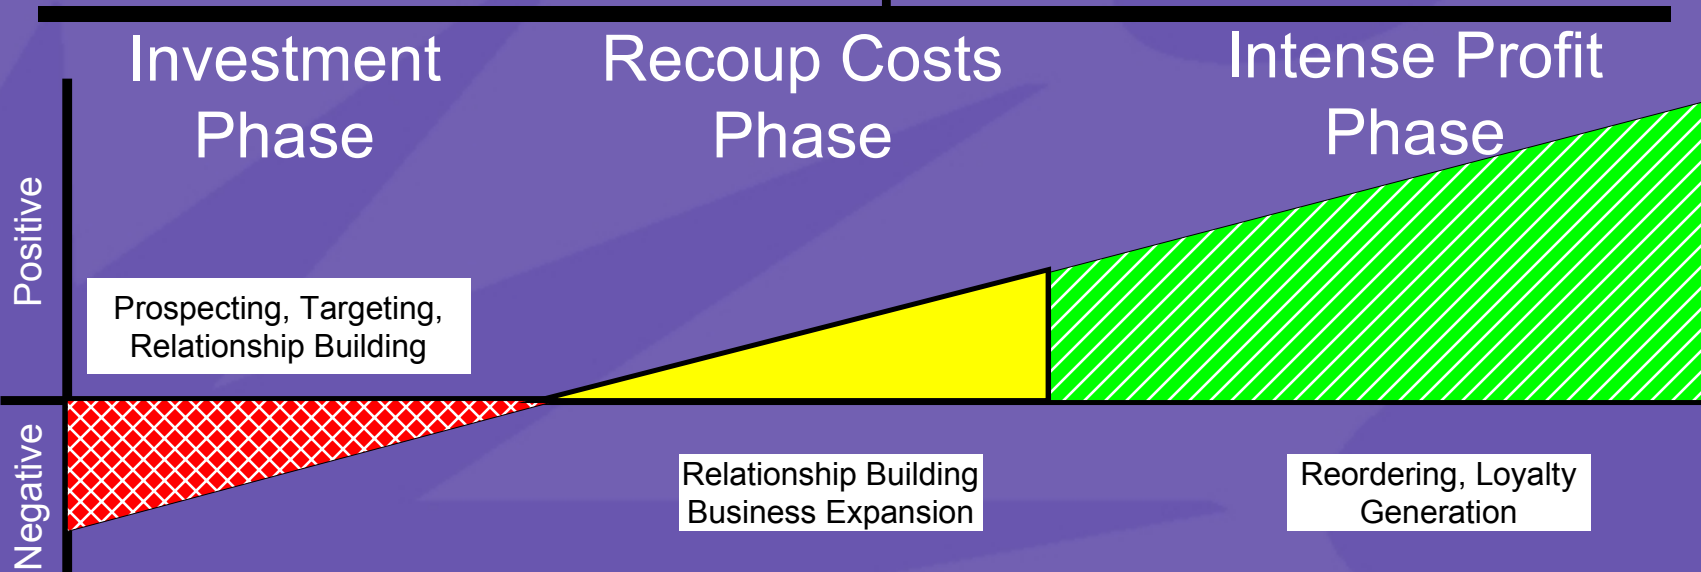 Investment
Phase
Recoup Costs
Phase
Intense Profit
Phase
Positive
Prospecting, Targeting,
Relationship Building
Negative
Relationship Building
Business Expansion
Reordering, Loyalty
Generation